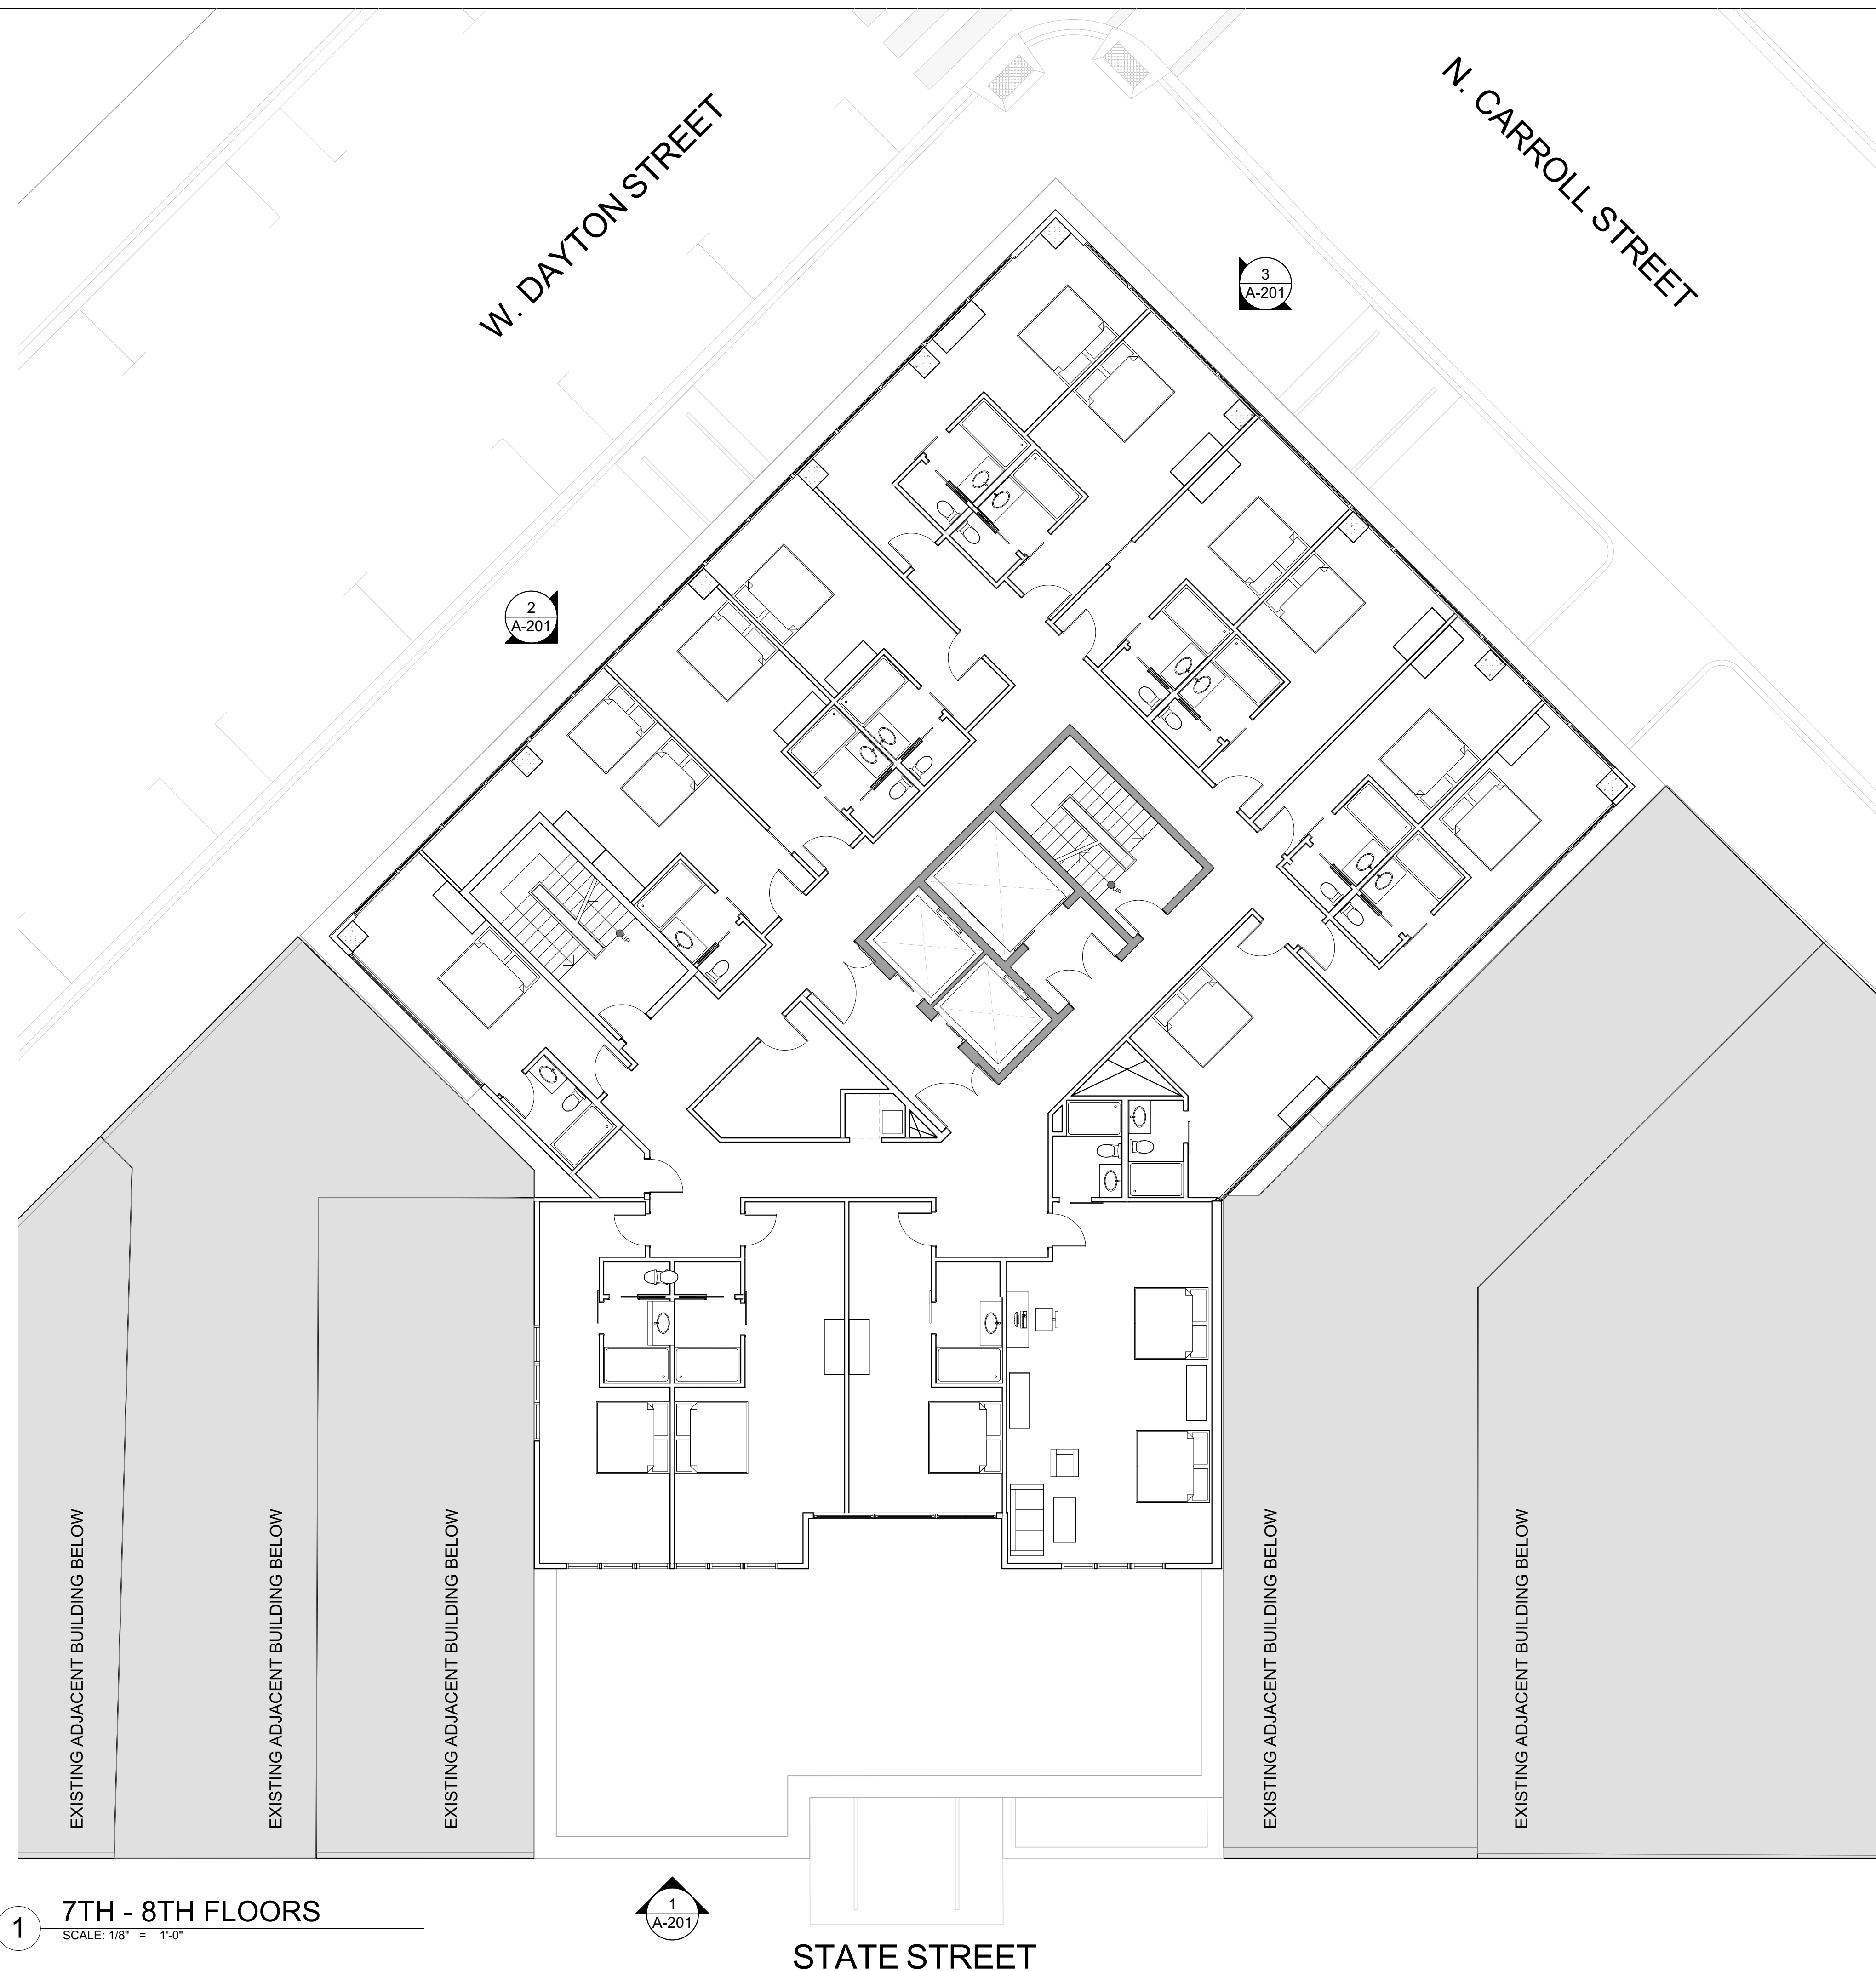 W. DAYTON STREET
N. CARROLL STREET
3
A-201
2
A-201
EXISTING ADJACENT BUILDING BELOW
EXISTING ADJACENT BUILDING BELOW
EXISTING ADJACENT BUILDING BELOW
EXISTING ADJACENT BUILDING BELOW
EXISTING ADJACENT BUILDING BELOW
1
7TH - 8TH FLOORS
SCALE: 1/8" = 1'-0"
1
A-201
STATE STREET